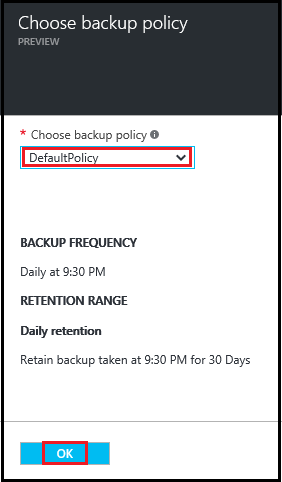 Choose backup policy
PREVIEW
* Choose backup policy
DefaultPolicy
BACKUP FREQUENCY
Daily at 9:30 PM
RETENTION RANGE
Daily retention
Retain backup taken at 9:30 PM for 30 Days
OK